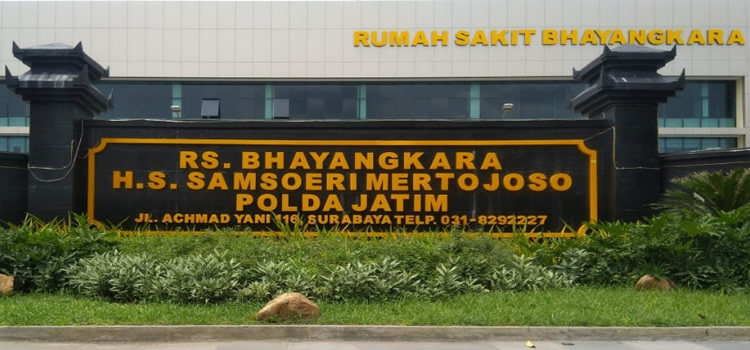 RUMAH SAKIT BHAYANGKARA
RS. BHAYANGKARA
H.S. SAMSOERI MERTOJOSO
POLDA JATIM
JL. ACHMAD YANI 116, SURABAYA TELP. 031-8292227